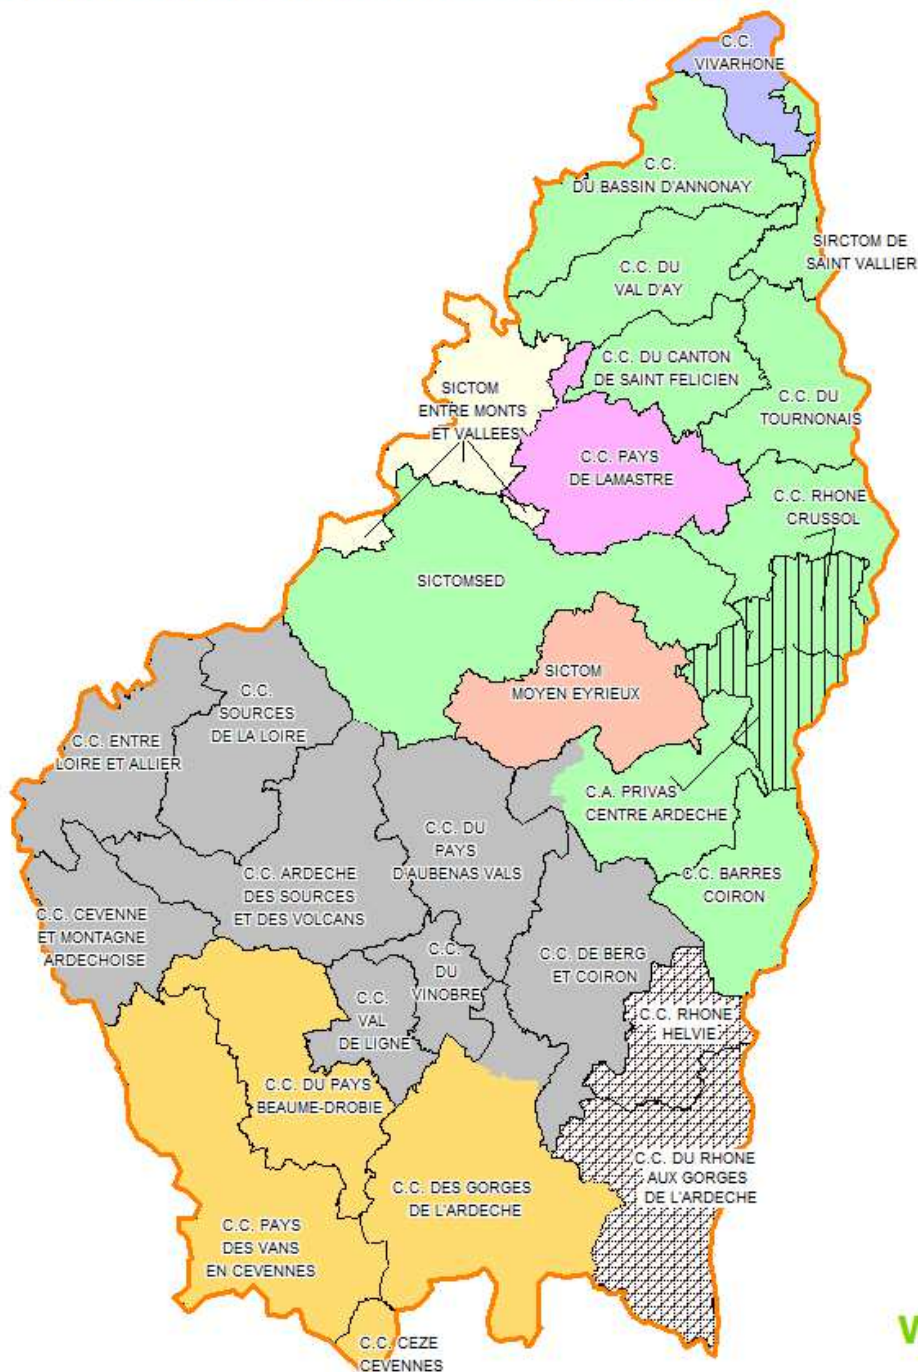 C.C.
VIVARHONE
C.C.
DU BASSIN D'ANNONAY
SIRCTOM DE
SAINT VALLIER
C.C. DU
VAL D'AY
C.C. DU CANTON
DE SAINT FELICIEN
SICTOM
ENTRE MONTS
ET VALLEES
C.C. DU
TOURNONAIS
C.C. PAYS
DE LAMASTRE
C.C. RHONE
CRUSSOL
SICTOMSED
SICTOM
MOYEN EYRIEUX
C.C.
SOURCES
DE LA LOIRE
C.C. ENTRE
LOIRE ET ALLIER
C.A. PRIVAS
CENTRE ARDECHE
C.C. DU
PAYS
D'AUBENAS VALS
C.C. ARDECHE
DES SOURCES
ET DES VOLCANS
C.C. BARRES
COIRON
C.C. CEVENNE
ET MONTAGNE
ARDECHOISE
C.C.
DU
VINOBRE
C.C. DE BERG
ET COIRON
C.C.
VAL
DE LIGNE
C.C. RHONE
HELVIE
C.C. DU PAYS
BEAUME-DROBIE
C.C. DU RHONE
AUX GORGES
DE L'ARDECHE
C.C. DES GORGES
DE L'ARDECHE
C.C. PAYS
DES VANS
EN CEVENNES
C.C. CEZE
CEVENNES